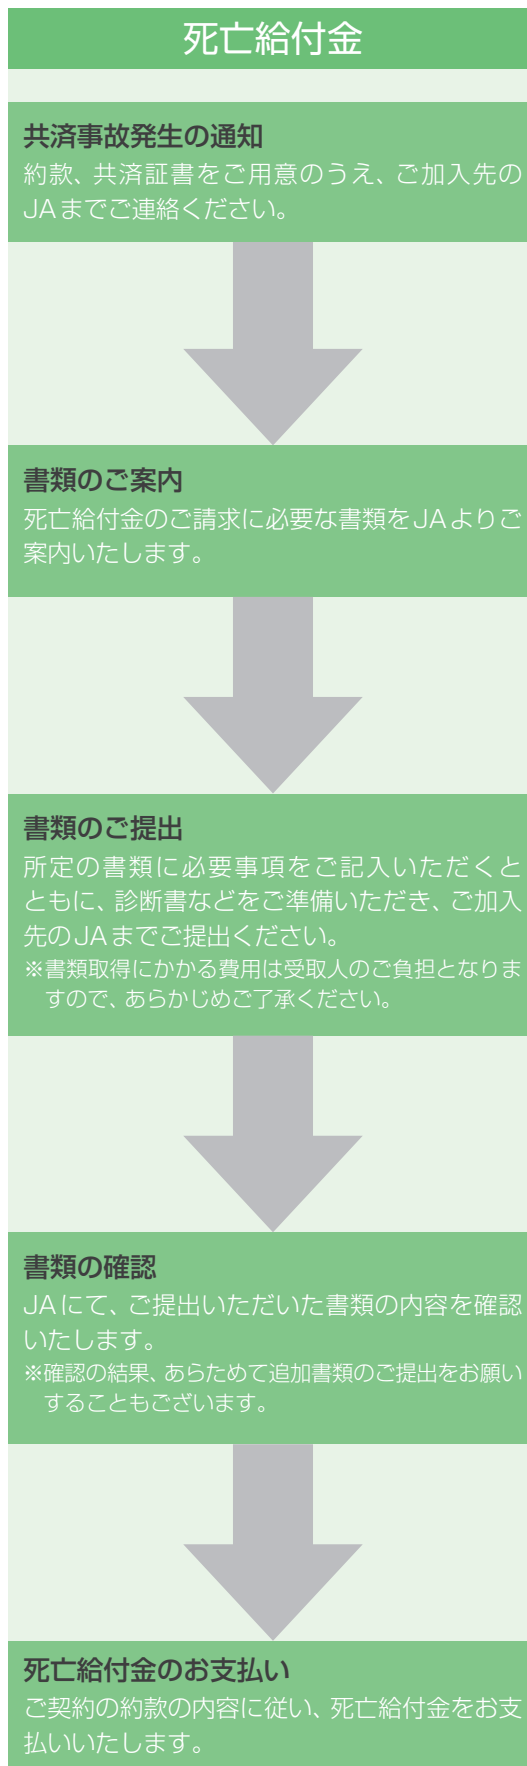 死亡給付金
共済事故発生の通知
約款、共済証書をご用意のうえ、ご加入先の
JAまでご連絡ください。
書類のご案内
死亡給付金のご請求に必要な書類をJAよりご
案内いたします。
書類のご提出
所定の書類に必要事項をご記入いただくと
ともに、診断書などをご準備いただき、ご加入
先のJAまでご提出ください。
※書類取得にかかる費用は受取人のご負担となりま
すので、あらかじめご了承ください。
書類の確認
JAにて、ご提出いただいた書類の内容を確認
いたします。
※確認の結果、あらためて追加書類のご提出をお願い
することもございます。
死亡給付金のお支払い
ご契約の約款の内容に従い、死亡給付金をお支
払いいたします。